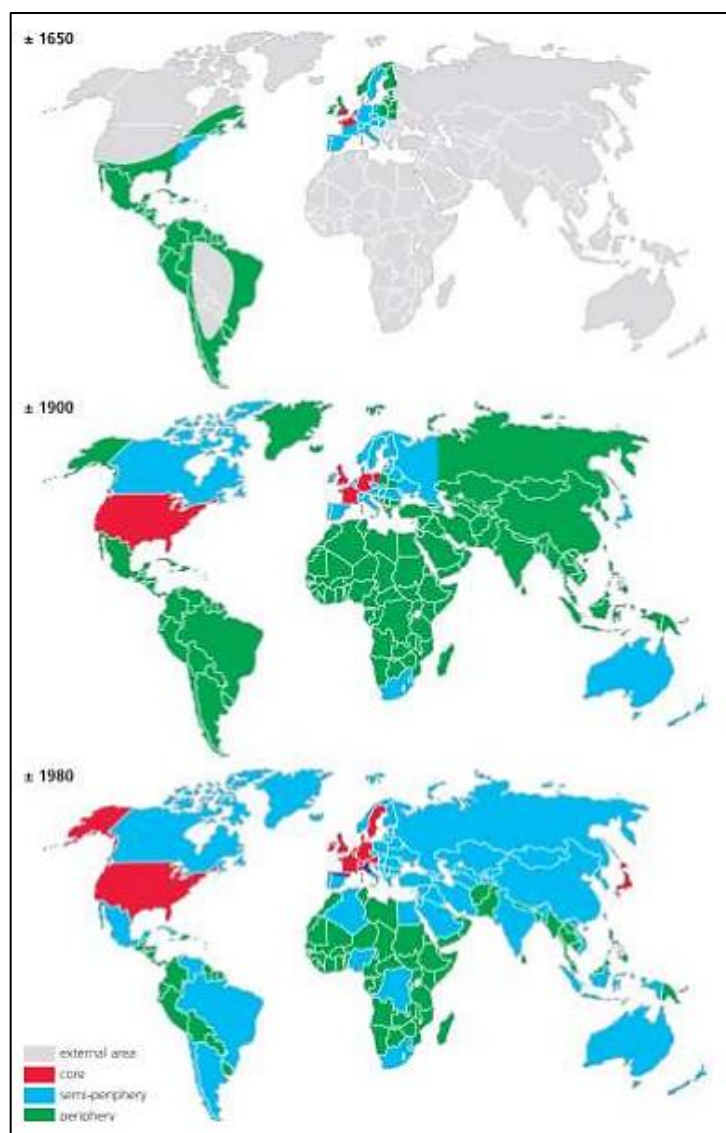 ± 1650
± 1900
± 1980
external area
core
semi-periphery
periphery